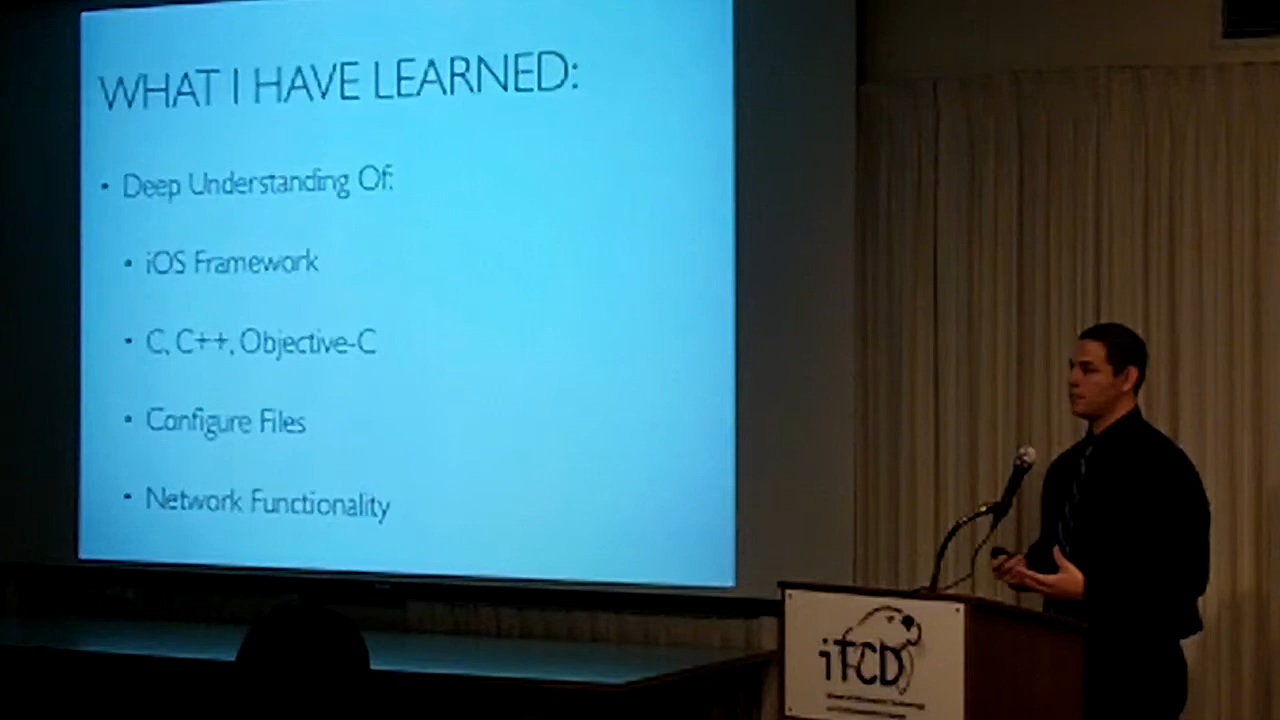 WHAT I HAVE LEARNED:
• Deep Understanding Of:
• iOS Framework
• C, C++, Objective-C
• Configure Files
• Network Functionality
iTCD